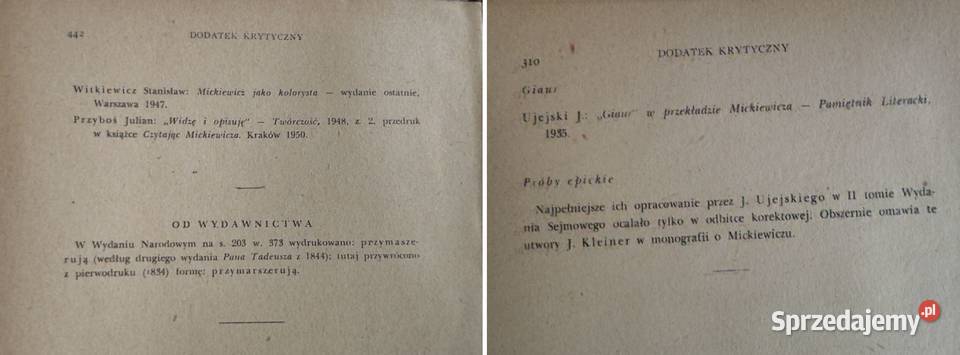 442 DODATEK KRYTYCZNY
Witkiewicz Stanisław: Mickiewicz jako kolorysta — wydanie ostatnie,
Warszawa 1947.
Przyboś Julian: „Widzę i opisuję" — Twórczość, 1948, z. 2, przedruk
w książce Czytając Mickiewicza. Kraków 1950.
OD WYDAWNICTWA
W Wydaniu Narodowym na s. 203 w. 373 wydrukowano: przymasze-
rują (według drugiego wydania Pana Tadeusza z 1844); tutaj przywrócono
z pierwodruku (1834) formę: przymarszerują.
310 DODATEK KRYTYCZNY
Giaur
Ujejski J.: „Giaur" w przekładzie Mickiewicza — Pamiętnik Literacki,
1935.
Próby epickie
Najpełniejsze ich opracowanie przez J. Ujejskiego w II tomie Wyda-
nia Sejmowego ocalało tylko w odbitce korektowej. Obszernie omawia te
utwory J. Kleiner w monografii o Mickiewiczu.
Sprzedajemy.pl